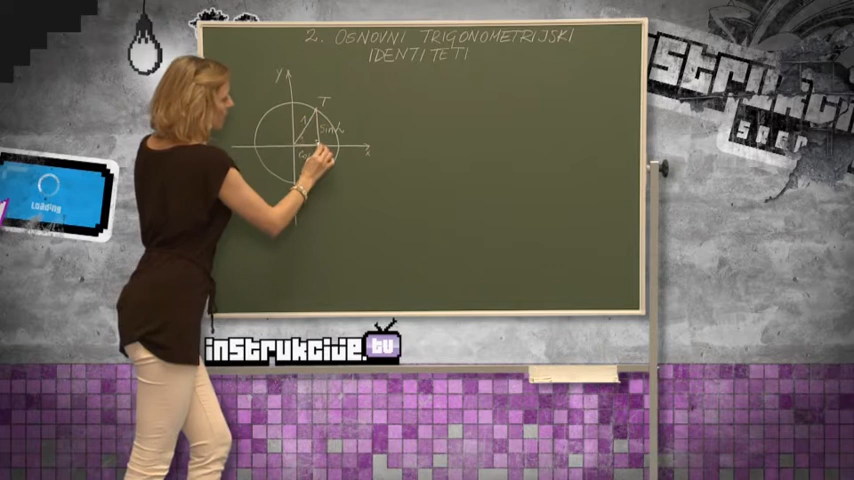 2. OSNOVNI TRIGONOMETRIJSKI
IDENTITETI
y
T
1
sin
x
Loading
instrukcije.tv